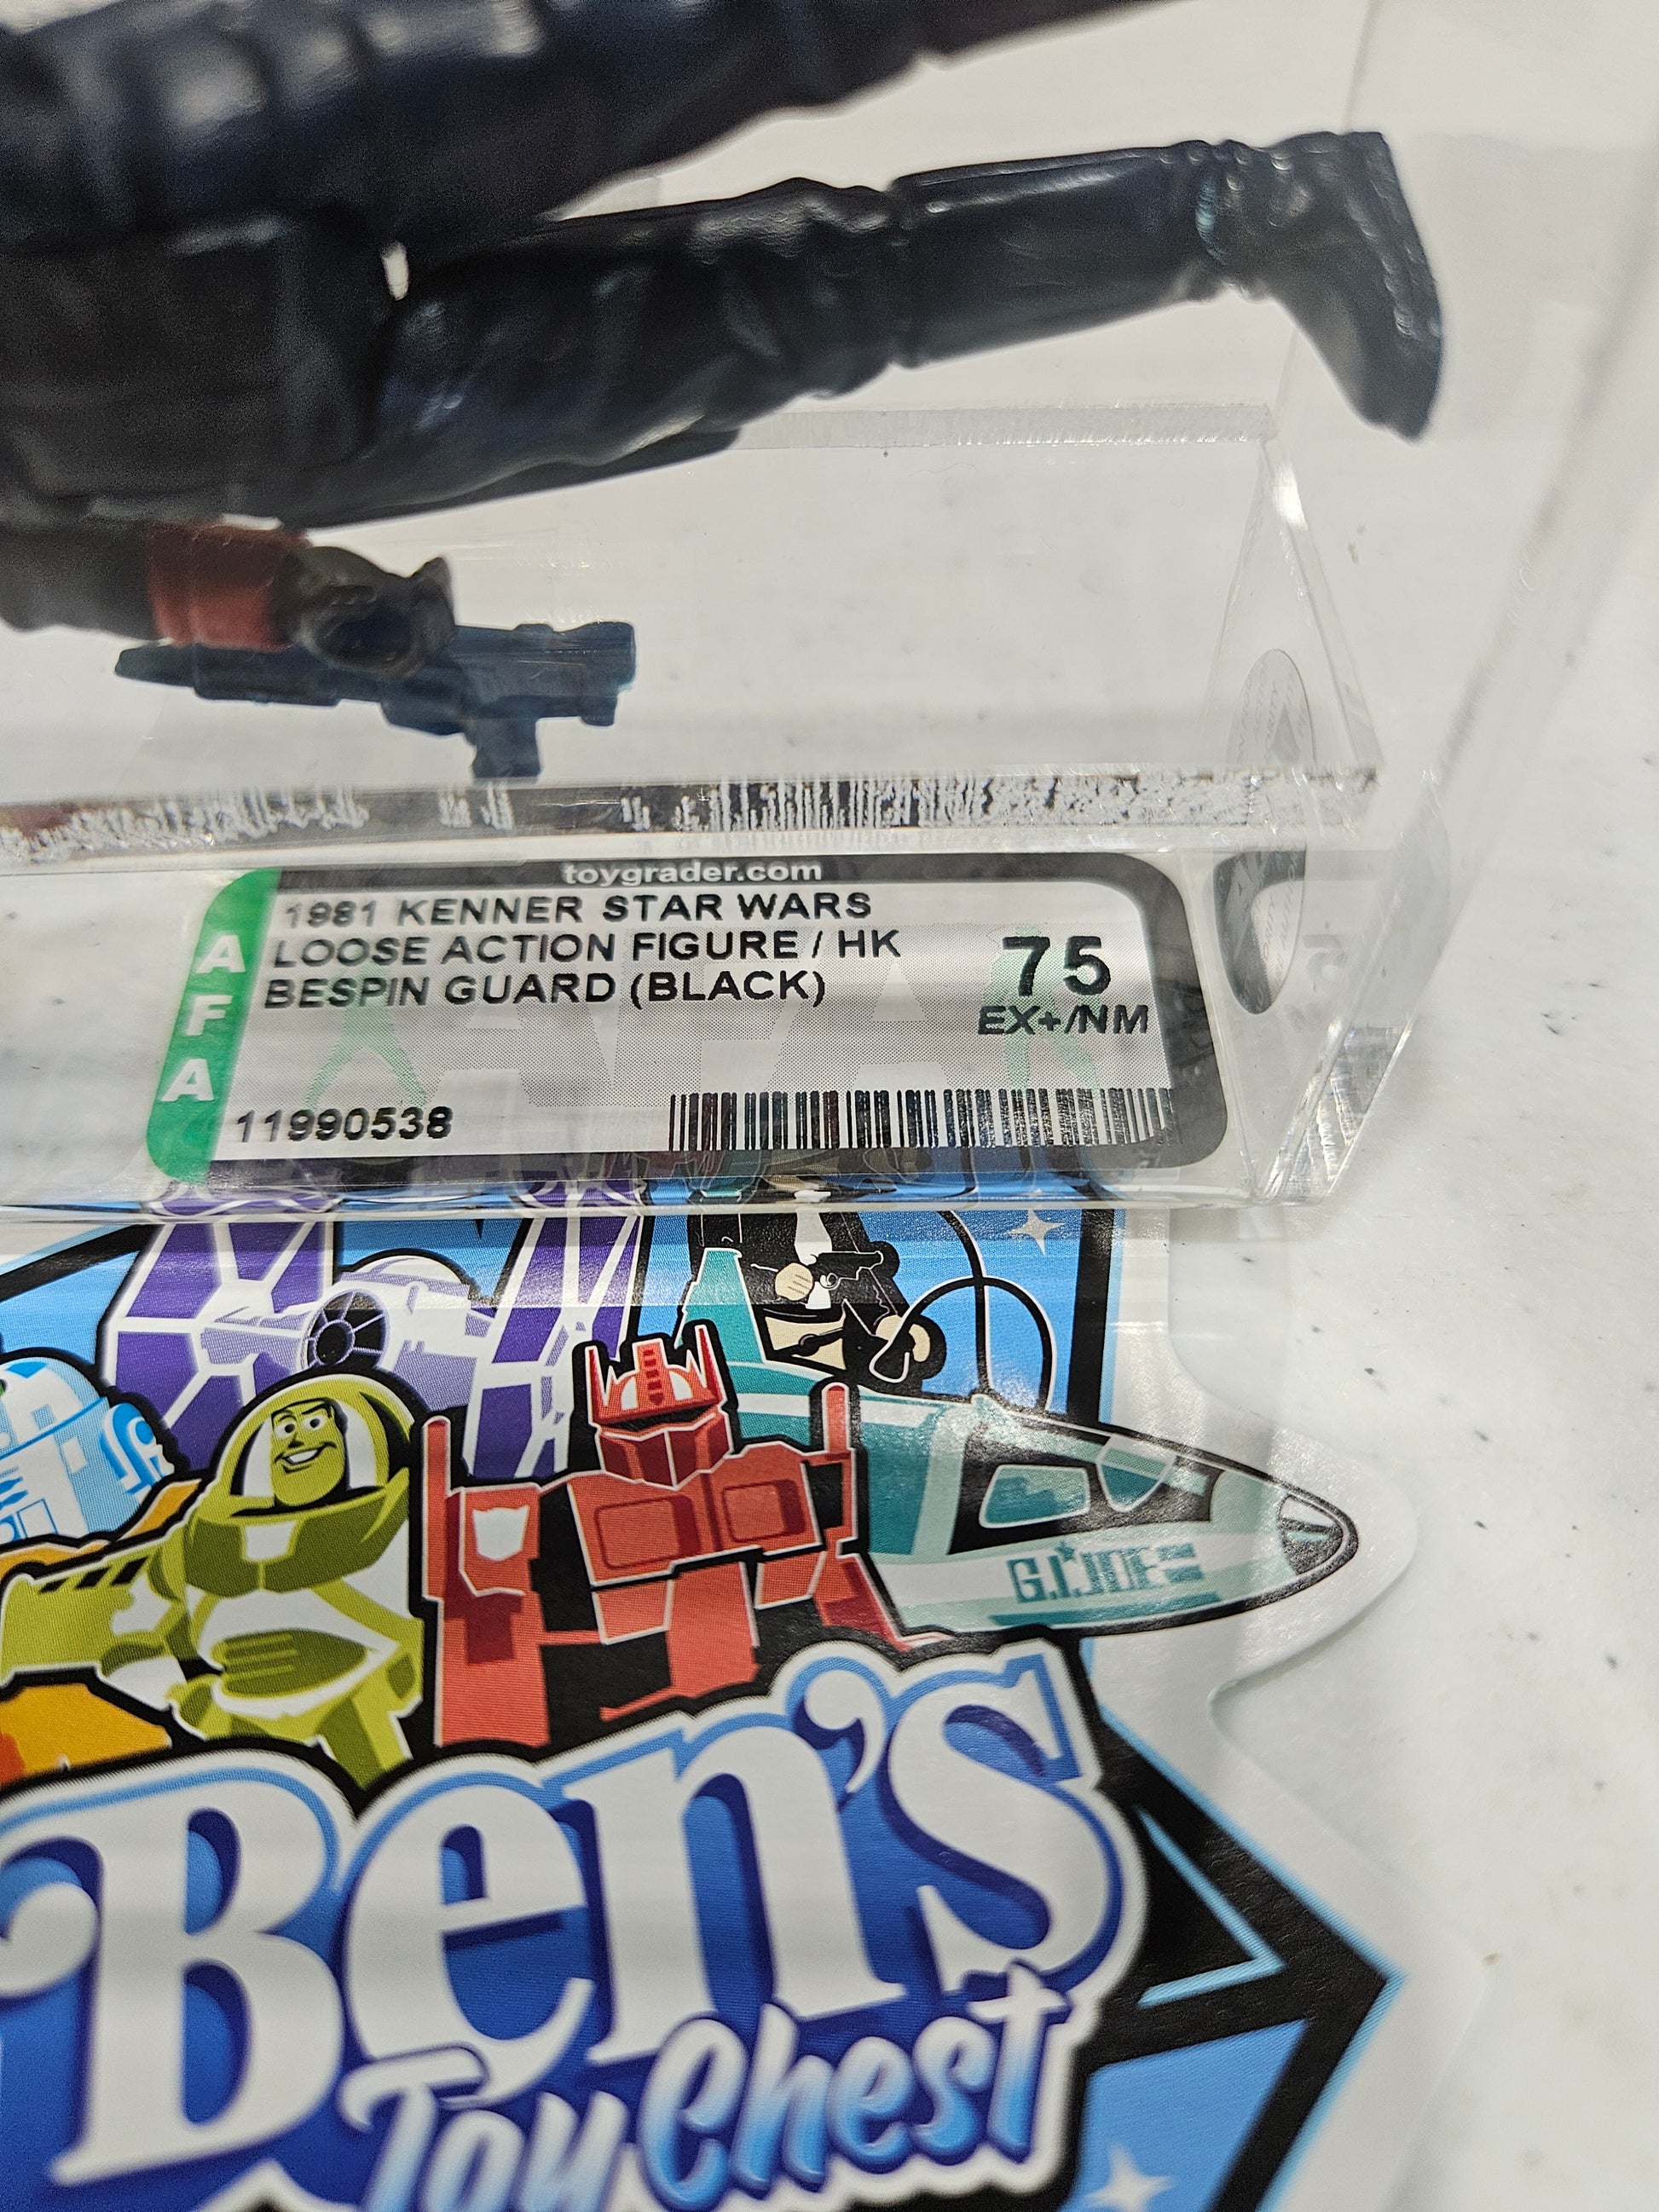 toygrader.com
1981 KENNER STAR WARS
LOOSE ACTION FIGURE / HK
BESPIN GUARD (BLACK)
75
EX+/NM
AFA
11990538
G.I. JOE
Ben's
Toy Chest